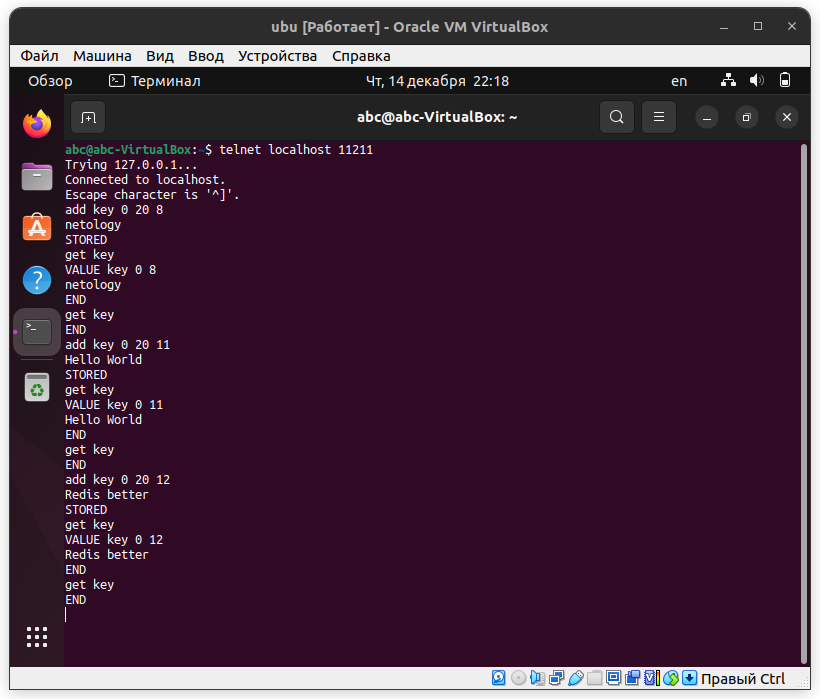 ubu [Работает] - Oracle VM VirtualBox
Файл Машина Вид Ввод Устройства Справка
Обзор Терминал Чт, 14 декабря 22:18 en
abc@abc-VirtualBox: ~
abc@abc-VirtualBox:~$ telnet localhost 11211
Trying 127.0.0.1...
Connected to localhost.
Escape character is '^]'.
add key 0 20 8
netology
STORED
get key
VALUE key 0 8
netology
END
get key
END
add key 0 20 11
Hello World
STORED
get key
VALUE key 0 11
Hello World
END
get key
END
add key 0 20 12
Redis better
STORED
get key
VALUE key 0 12
Redis better
END
get key
END
Правый Ctrl